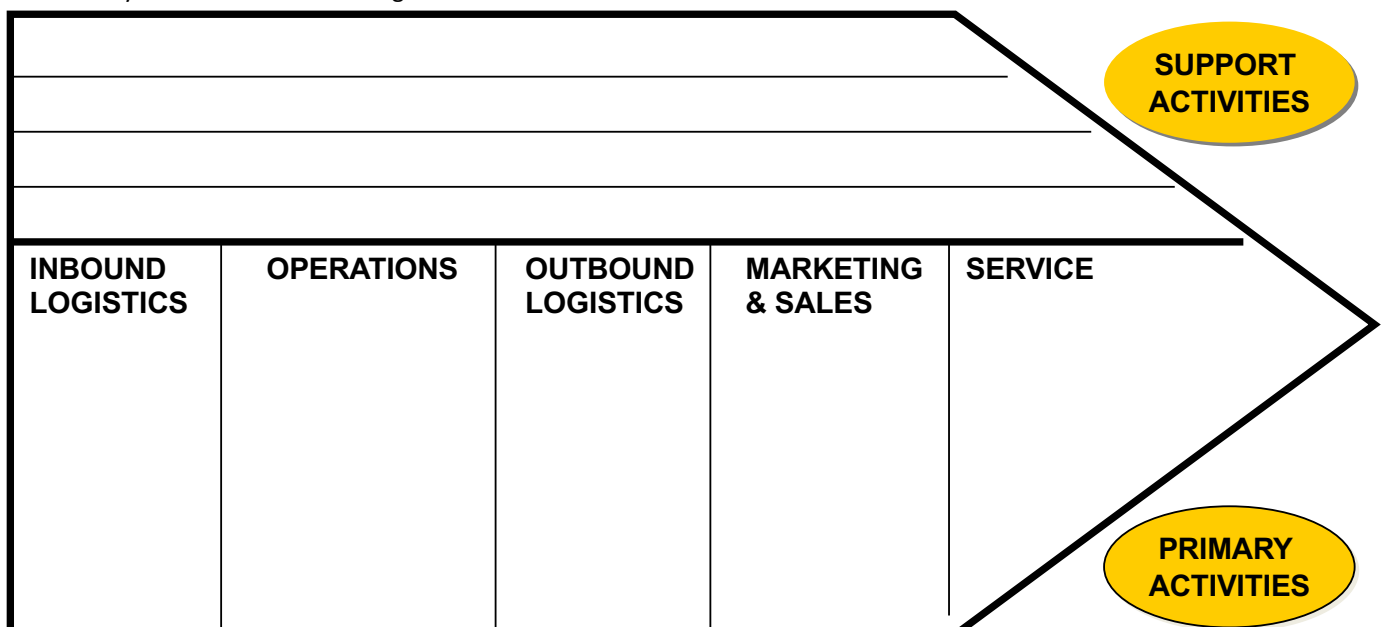 SUPPORT
ACTIVITIES
INBOUND
LOGISTICS
OPERATIONS
OUTBOUND
LOGISTICS
MARKETING
& SALES
SERVICE
PRIMARY
ACTIVITIES